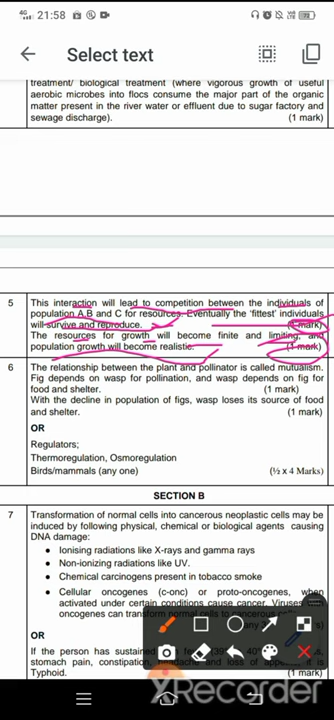 4G 21:58
Select text
treatment/ biological treatment (where vigorous growth of useful
aerobic microbes into flocs consume the major part of the organic
matter present in the river water or effluent due to sugar factory and
sewage discharge). (1 mark)
5 This interaction will lead to competition between the individuals of
population A,B and C for resources. Eventually the 'fittest' individuals
will survive and reproduce. (1 mark)
The resources for growth will become finite and limiting, and
population growth will become realistic. (1 mark)
6 The relationship between the plant and pollinator is called mutualism.
Fig depends on wasp for pollination, and wasp depends on fig for
food and shelter. (1 mark)
With the decline in population of figs, wasp loses its source of food
and shelter. (1 mark)
OR
Regulators;
Thermoregulation, Osmoregulation
Birds/mammals (any one) (½ x 4 Marks)
SECTION B
7 Transformation of normal cells into cancerous neoplastic cells may be
induced by following physical, chemical or biological agents causing
DNA damage:
• Ionising radiations like X-rays and gamma rays
• Non-ionizing radiations like UV.
• Chemical carcinogens present in tobacco smoke
• Cellular oncogenes (c-onc) or proto-oncogenes, when
activated under certain conditions cause cancer. Viruses
oncogenes can transform
OR
If the person has sustained
stomach pain, constipation, headache and loss of
Typhoid. (1 mark)
XRecorder